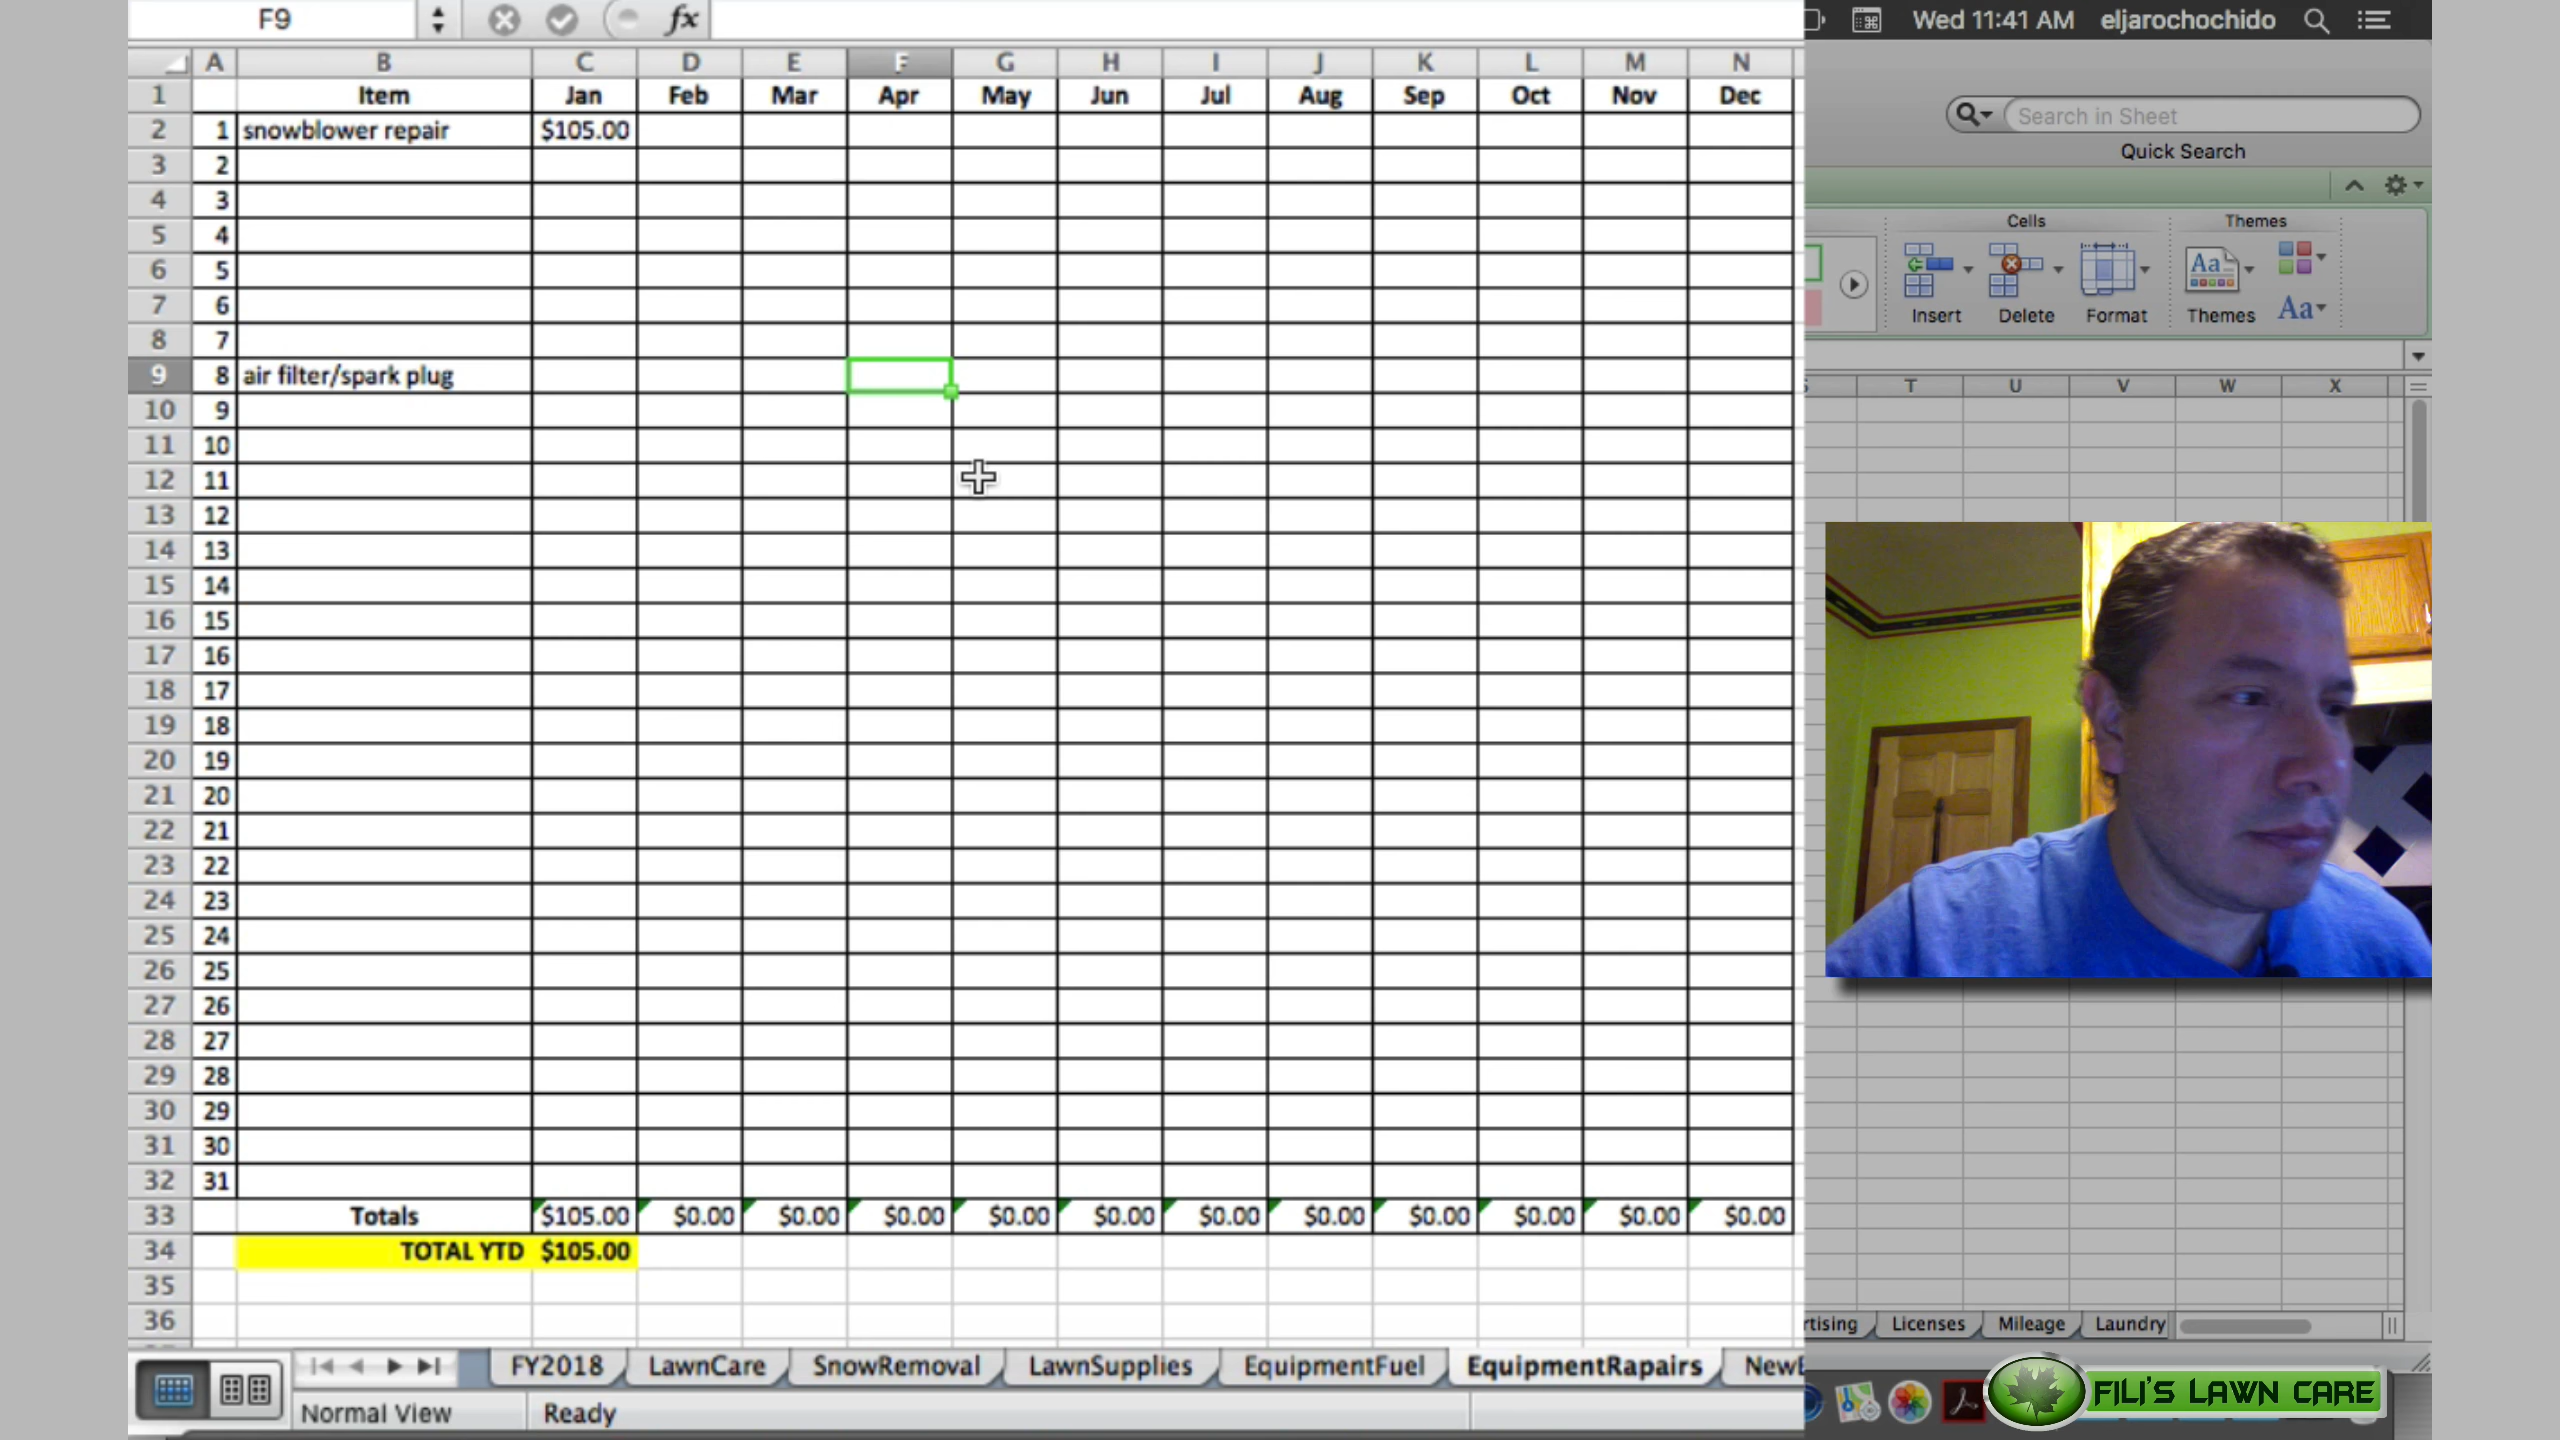 F9 fx Wed 11:41 AM eljarochochido
A B C D E F G H I J K L M N
1 Item Jan Feb Mar Apr May Jun Jul Aug Sep Oct Nov Dec
2 1 snowblower repair $105.00
3 2
4 3
5 4
6 5
7 6
8 7
9 8 air filter/spark plug
10 9
11 10
12 11
13 12
14 13
15 14
16 15
17 16
18 17
19 18
20 19
21 20
22 21
23 22
24 23
25 24
26 25
27 26
28 27
29 28
30 29
31 30
32 31
33 Totals $105.00 $0.00 $0.00 $0.00 $0.00 $0.00 $0.00 $0.00 $0.00 $0.00 $0.00 $0.00
34 TOTAL YTD $105.00
35
36
FY2018 LawnCare SnowRemoval LawnSupplies EquipmentFuel EquipmentRapairs NewE
Normal View Ready
Search in Sheet
Quick Search
Cells Themes
Aa
Insert Delete Format Themes Aa
T U V W X
rtising Licenses Mileage Laundry
FILI'S LAWN CARE